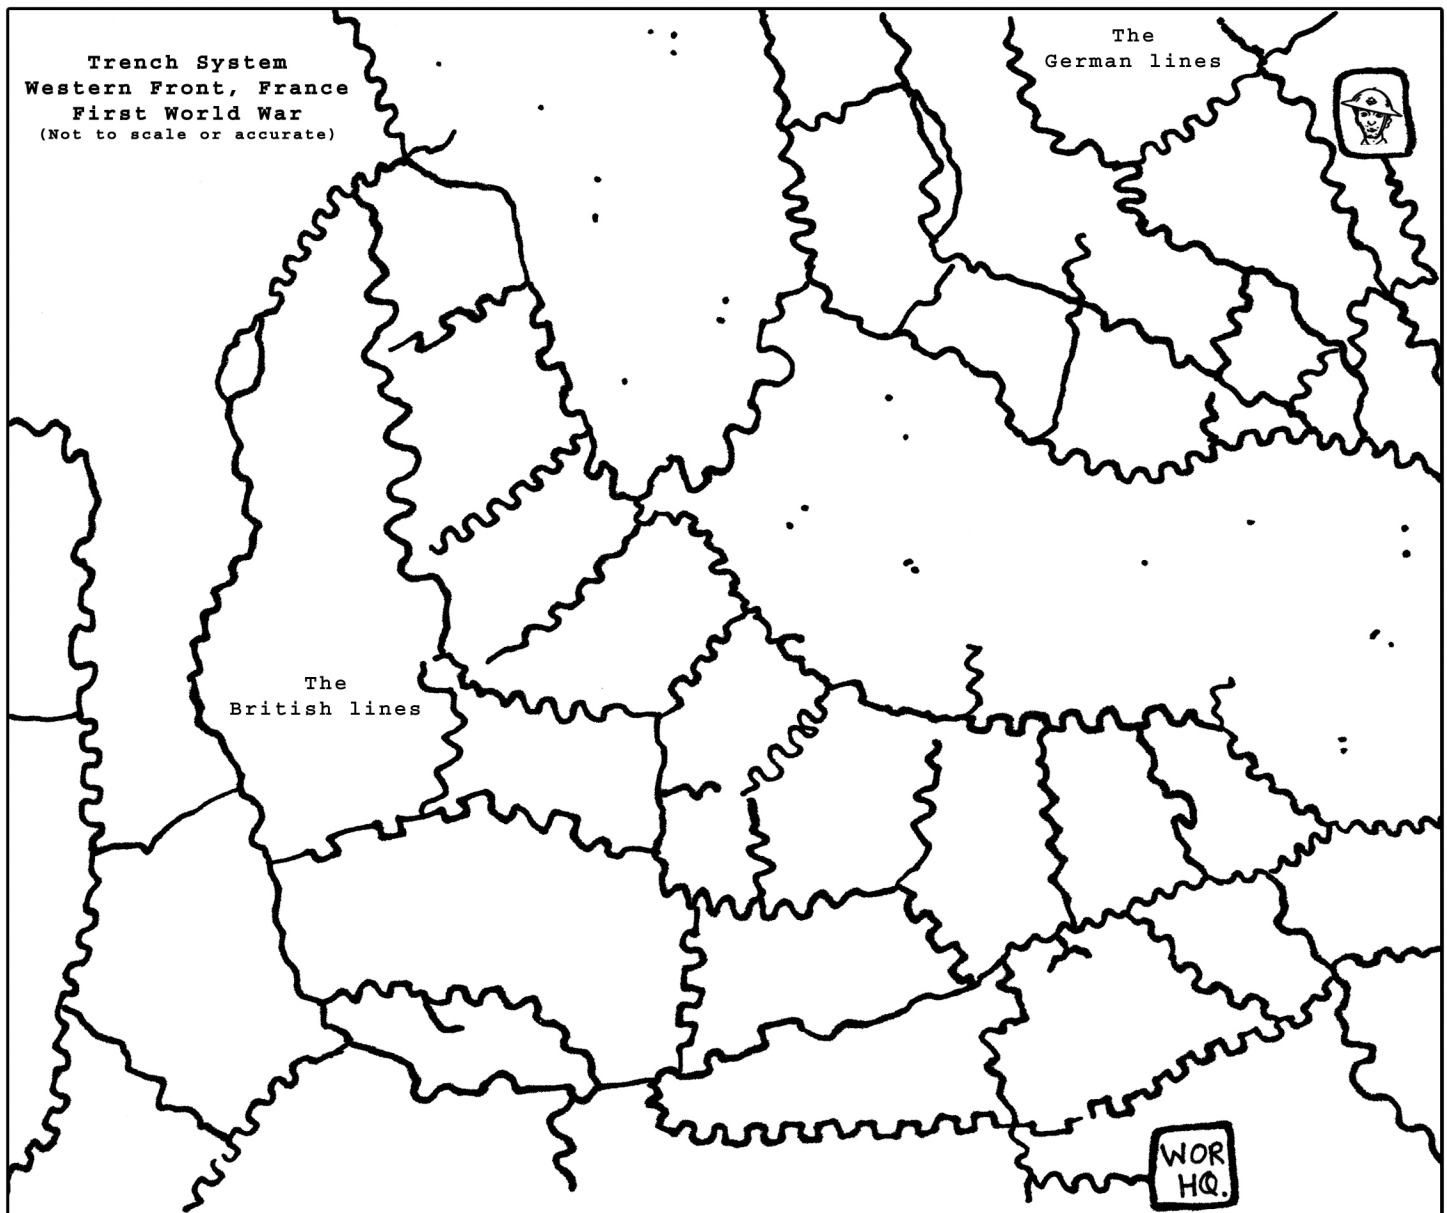 Trench System
Western Front, France
First World War
(Not to scale or accurate)
The
German lines
The
British lines
WOR
HQ.